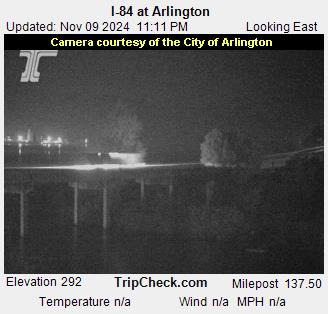 I-84 at Arlington
Updated: Nov 09 2024 11:11 PM Looking East
Camera courtesy of the City of Arlington
Elevation 292 TripCheck.com Milepost 137.50
Temperature n/a Wind n/a MPH n/a